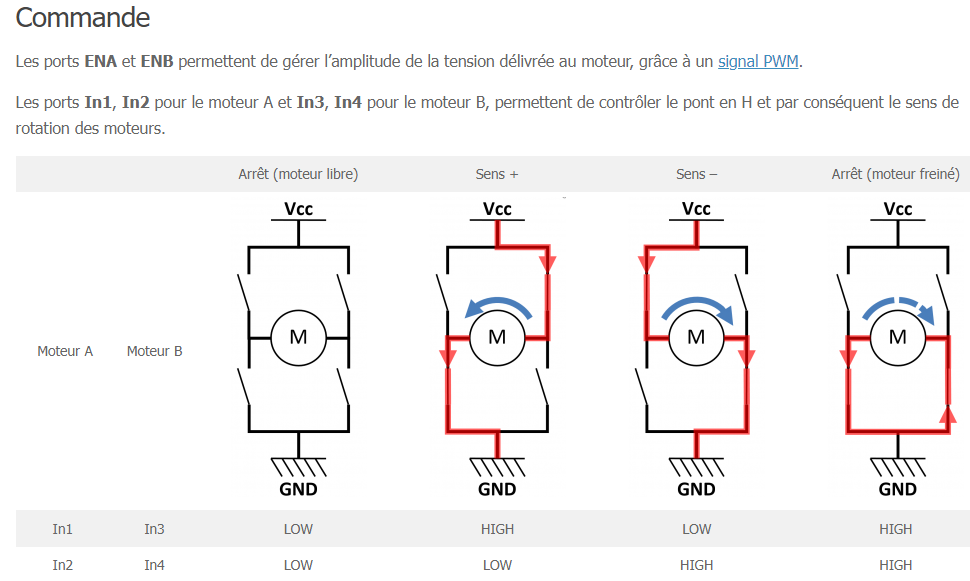 Commande
Les ports ENA et ENB permettent de gérer l’amplitude de la tension délivrée au moteur, grâce à un signal PWM.
Les ports In1, In2 pour le moteur A et In3, In4 pour le moteur B, permettent de contrôler le pont en H et par conséquent le sens de
rotation des moteurs.
Arrêt (moteur libre) Sens + Sens – Arrêt (moteur freiné)
Vcc Vcc Vcc Vcc
Moteur A Moteur B M M M M
GND GND GND GND
In1 In3 LOW HIGH LOW HIGH
In2 In4 LOW LOW HIGH HIGH